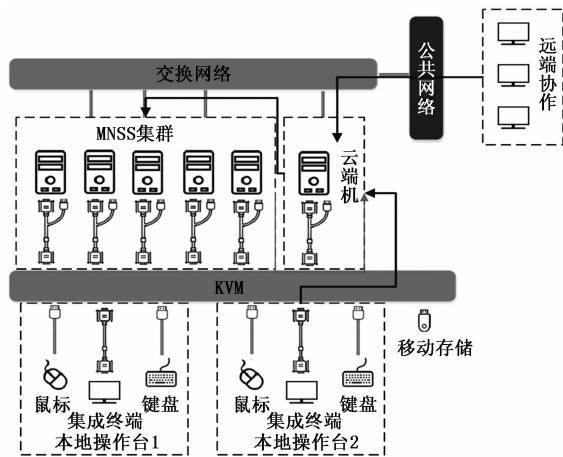 交换网络
公共网络
远端协作
MNSS集群
云端机
KVM
移动存储
鼠标
键盘
集成终端
本地操作台1
鼠标
键盘
集成终端
本地操作台2